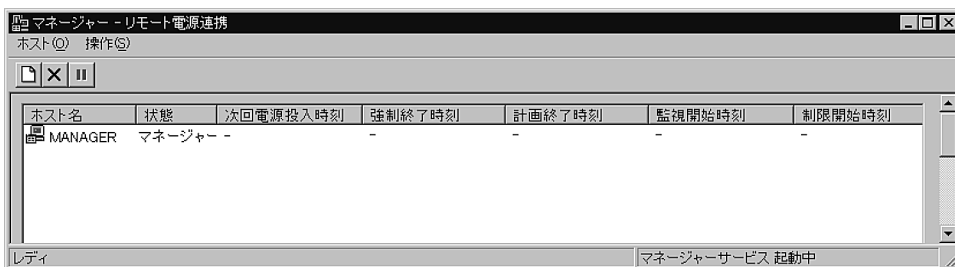 マネージャー - リモート電源連携
ホスト(O) 操作(S)
ホスト名 状態 次回電源投入時刻 強制終了時刻 計画終了時刻 監視開始時刻 制限開始時刻
MANAGER マネージャー - - - - -
レディ マネージャーサービス 起動中